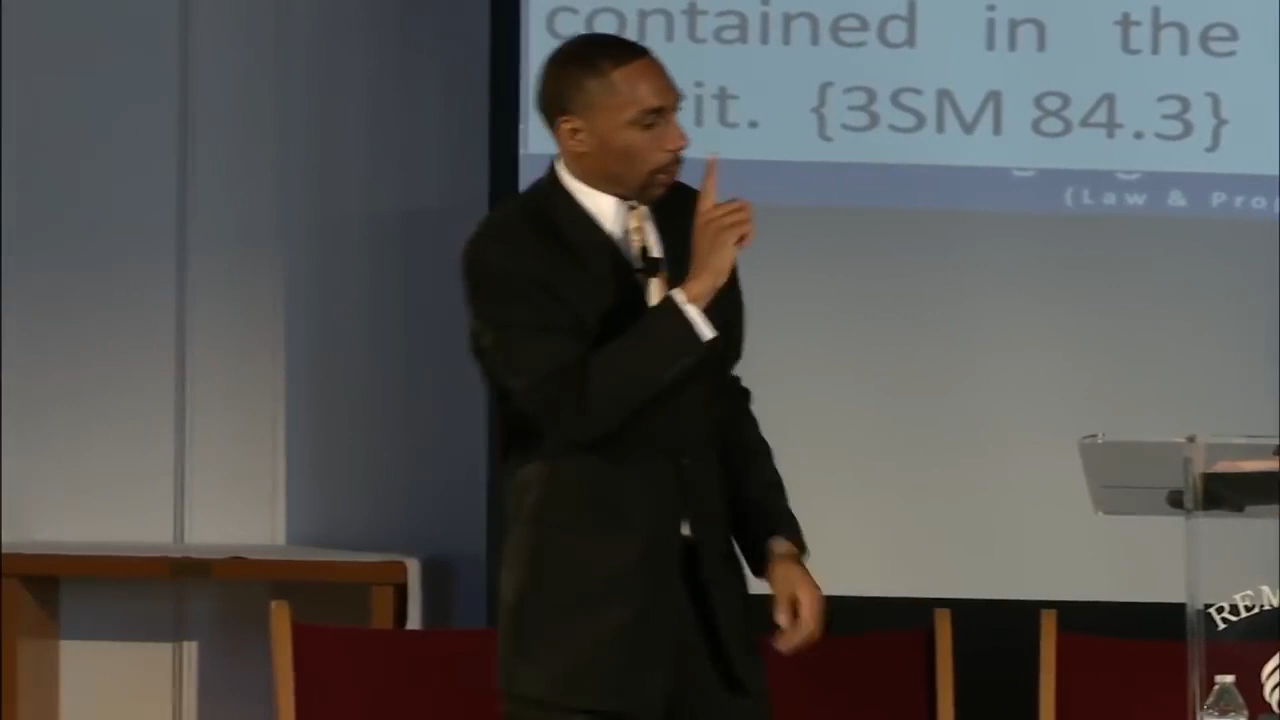 contained in the
it. {3SM 84.3}
(Law & Pro
REM